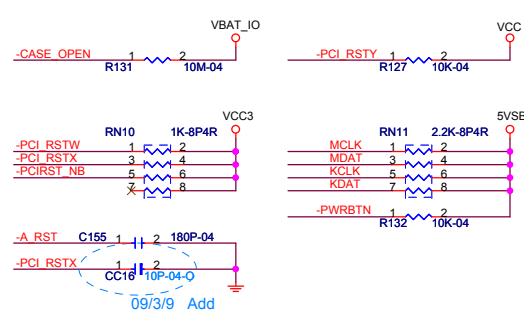 VBAT_IO
-CASE_OPEN 1 2
R131 10M-04
VCC
-PCI_RSTY 1 2
R127 10K-04
VCC3
RN10 1K-8P4R
-PCI_RSTW 1 2
-PCI_RSTX 3 4
-PCIRST_NB 5 6
7 8
5VSB
RN11 2.2K-8P4R
MCLK 1 2
MDAT 3 4
KCLK 5 6
KDAT 7 8
-PWRBTN 1 2
R132 10K-04
-A_RST C155 1 2 180P-04
-PCI_RSTX 1 2
CC16 10P-04-O
09/3/9 Add